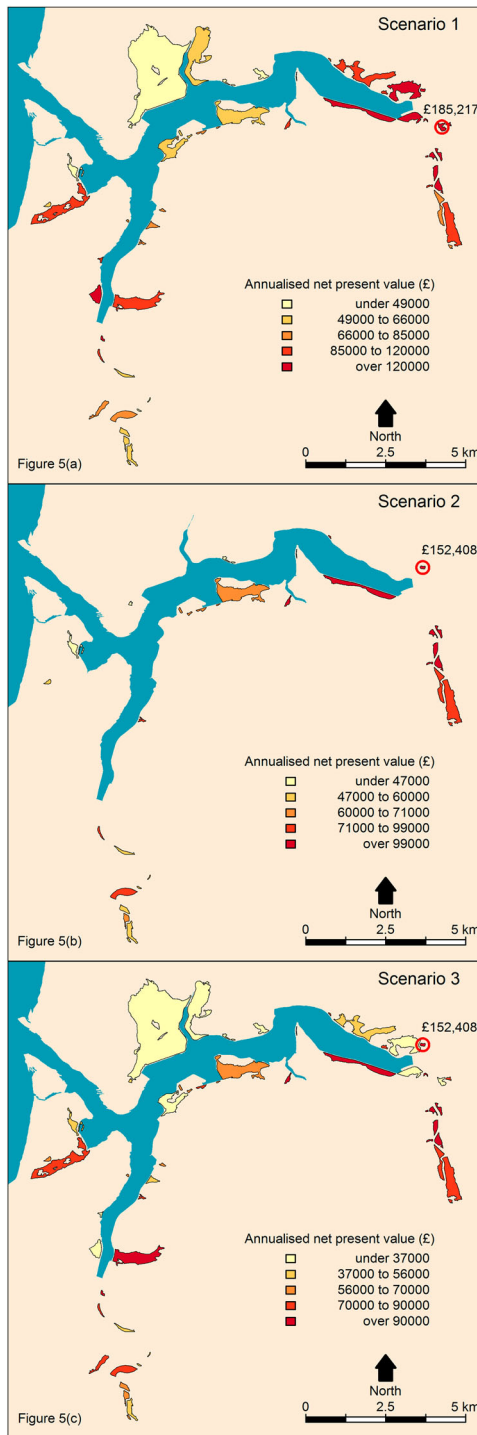 Scenario 1
£185,217
Annualised net present value (£)
under 49000
49000 to 66000
66000 to 85000
85000 to 120000
over 120000
North
Figure 5(a)
0 2.5 5 km
Scenario 2
£152,408
Annualised net present value (£)
under 47000
47000 to 60000
60000 to 71000
71000 to 99000
over 99000
North
Figure 5(b)
0 2.5 5 km
Scenario 3
£152,408
Annualised net present value (£)
under 37000
37000 to 56000
56000 to 70000
70000 to 90000
over 90000
North
Figure 5(c)
0 2.5 5 km